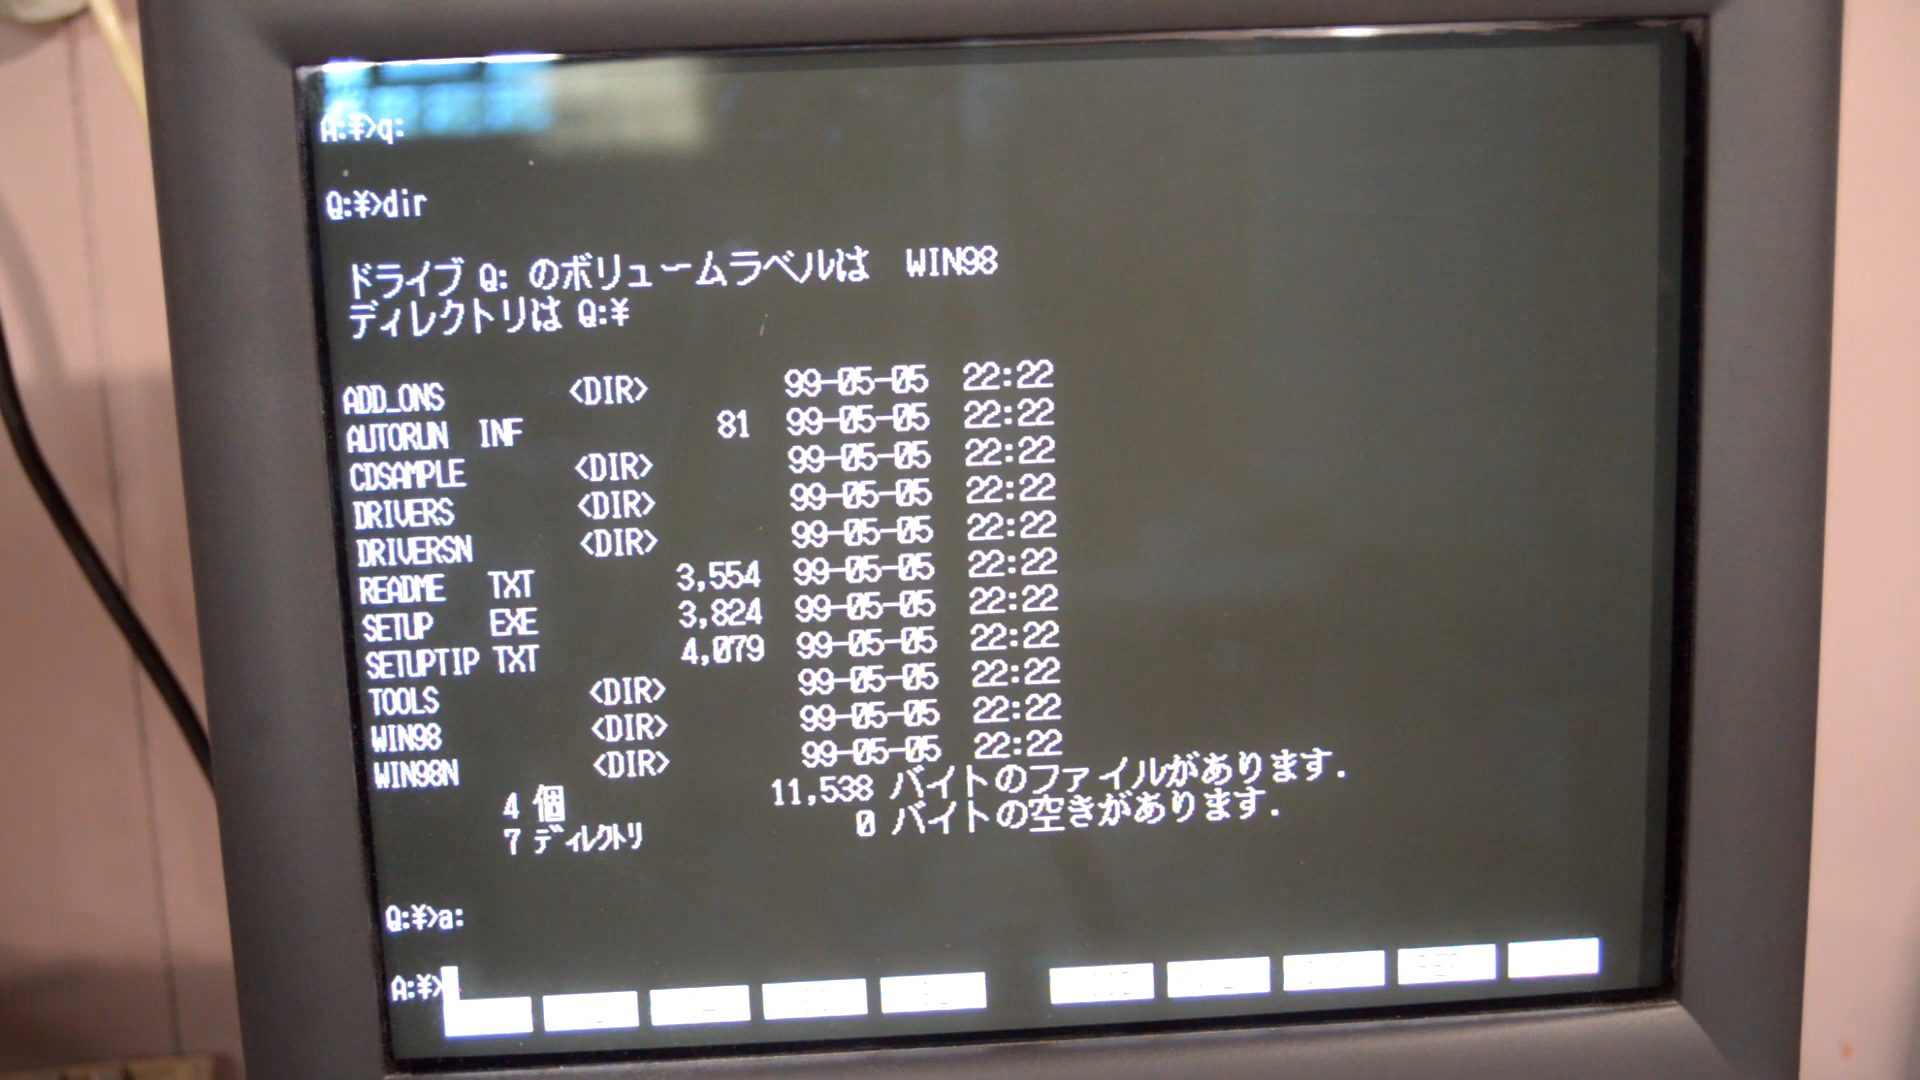 A:¥>q:
Q:¥>dir
ドライブ Q: のボリュームラベルは WIN98
ディレクトリは Q:¥
ADD_ONS <DIR> 99-05-05 22:22
AUTORUN INF 81 99-05-05 22:22
CDSAMPLE <DIR> 99-05-05 22:22
DRIVERS <DIR> 99-05-05 22:22
DRIVERSN <DIR> 99-05-05 22:22
README TXT 3,554 99-05-05 22:22
SETUP EXE 3,824 99-05-05 22:22
SETUPTIP TXT 4,079 99-05-05 22:22
TOOLS <DIR> 99-05-05 22:22
WIN98 <DIR> 99-05-05 22:22
WIN98N <DIR> 99-05-05 22:22
4 個 11,538 バイトのファイルがあります.
7 ディレクトリ 0 バイトの空きがあります.
Q:¥>a:
A:¥>